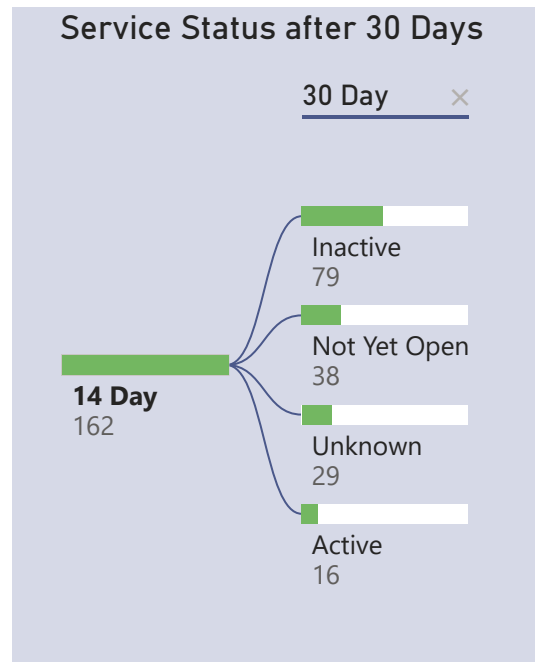 Service Status after 30 Days
30 Day ×
Inactive
79
Not Yet Open
38
14 Day
162
Unknown
29
Active
16